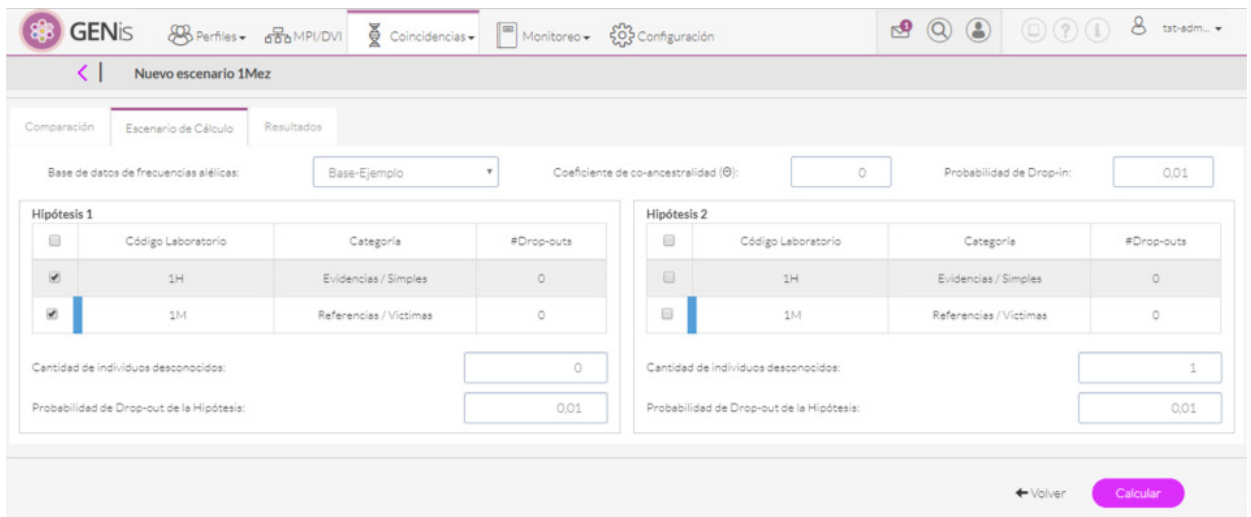 GENis Perfiles MPI/DVI Coincidencias Monitoreo Configuración 1 tst-adm...
Nuevo escenario 1Mez
Comparación Escenario de Cálculo Resultados
Base de datos de frecuencias alélicas: Base-Ejemplo Coeficiente de co-ancestralidad (Θ): 0 Probabilidad de Drop-in: 0,01
Hipótesis 1
Código Laboratorio Categoría #Drop-outs
1H Evidencias / Simples 0
1M Referencias / Victimas 0
Cantidad de individuos desconocidos: 0
Probabilidad de Drop-out de la Hipótesis: 0,01
Hipótesis 2
Código Laboratorio Categoría #Drop-outs
1H Evidencias / Simples 0
1M Referencias / Victimas 0
Cantidad de individuos desconocidos: 1
Probabilidad de Drop-out de la Hipótesis: 0,01
Volver Calcular